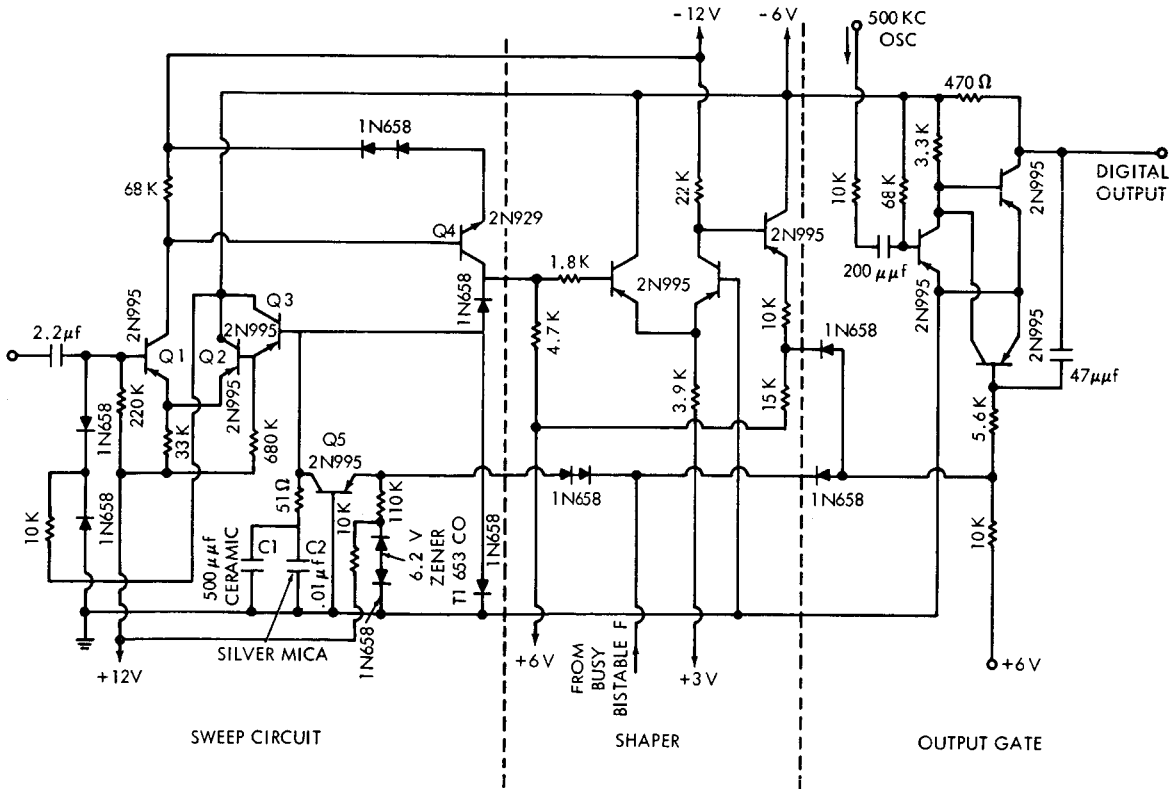 -12 V
-6 V
500 KC
OSC
470 Ω
1N658
3.3 K
68 K
22 K
10 K
68 K
DIGITAL
OUTPUT
2N995
2N929
Q4
2N995
200 μμf
2N995
1.8 K
2N995
1N658
2N995
Q3
2N995
2.2 μf
Q1
Q2
2N995
4.7 K
10 K
1N658
2N995
47 μμf
1N658
220 K
33 K
680 K
3.9 K
15 K
5.6 K
Q5
2N995
10 K
1N658
51 Ω
10 K
110 K
1N658
1N658
10 K
500 μμf
CERAMIC
C1
C2
.01 μf
6.2 V
ZENER
T1 653 CO
1N658
SILVER MICA
1N658
+12V
+6 V
FROM
BUSY
BISTABLE F
+3 V
+6 V
SWEEP CIRCUIT
SHAPER
OUTPUT GATE